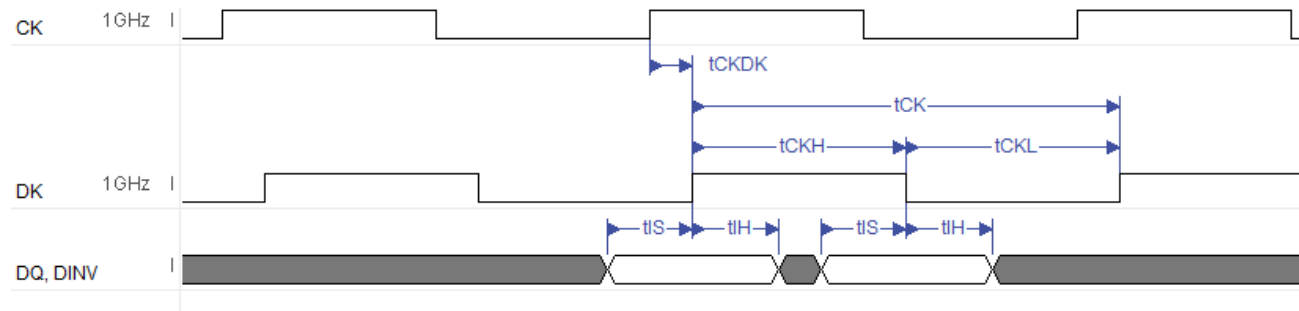 CK 1GHz I
tCKDK
tCK
tCKH tCKL
DK 1GHz I
tIS tIH tIS tIH
DQ, DINV I